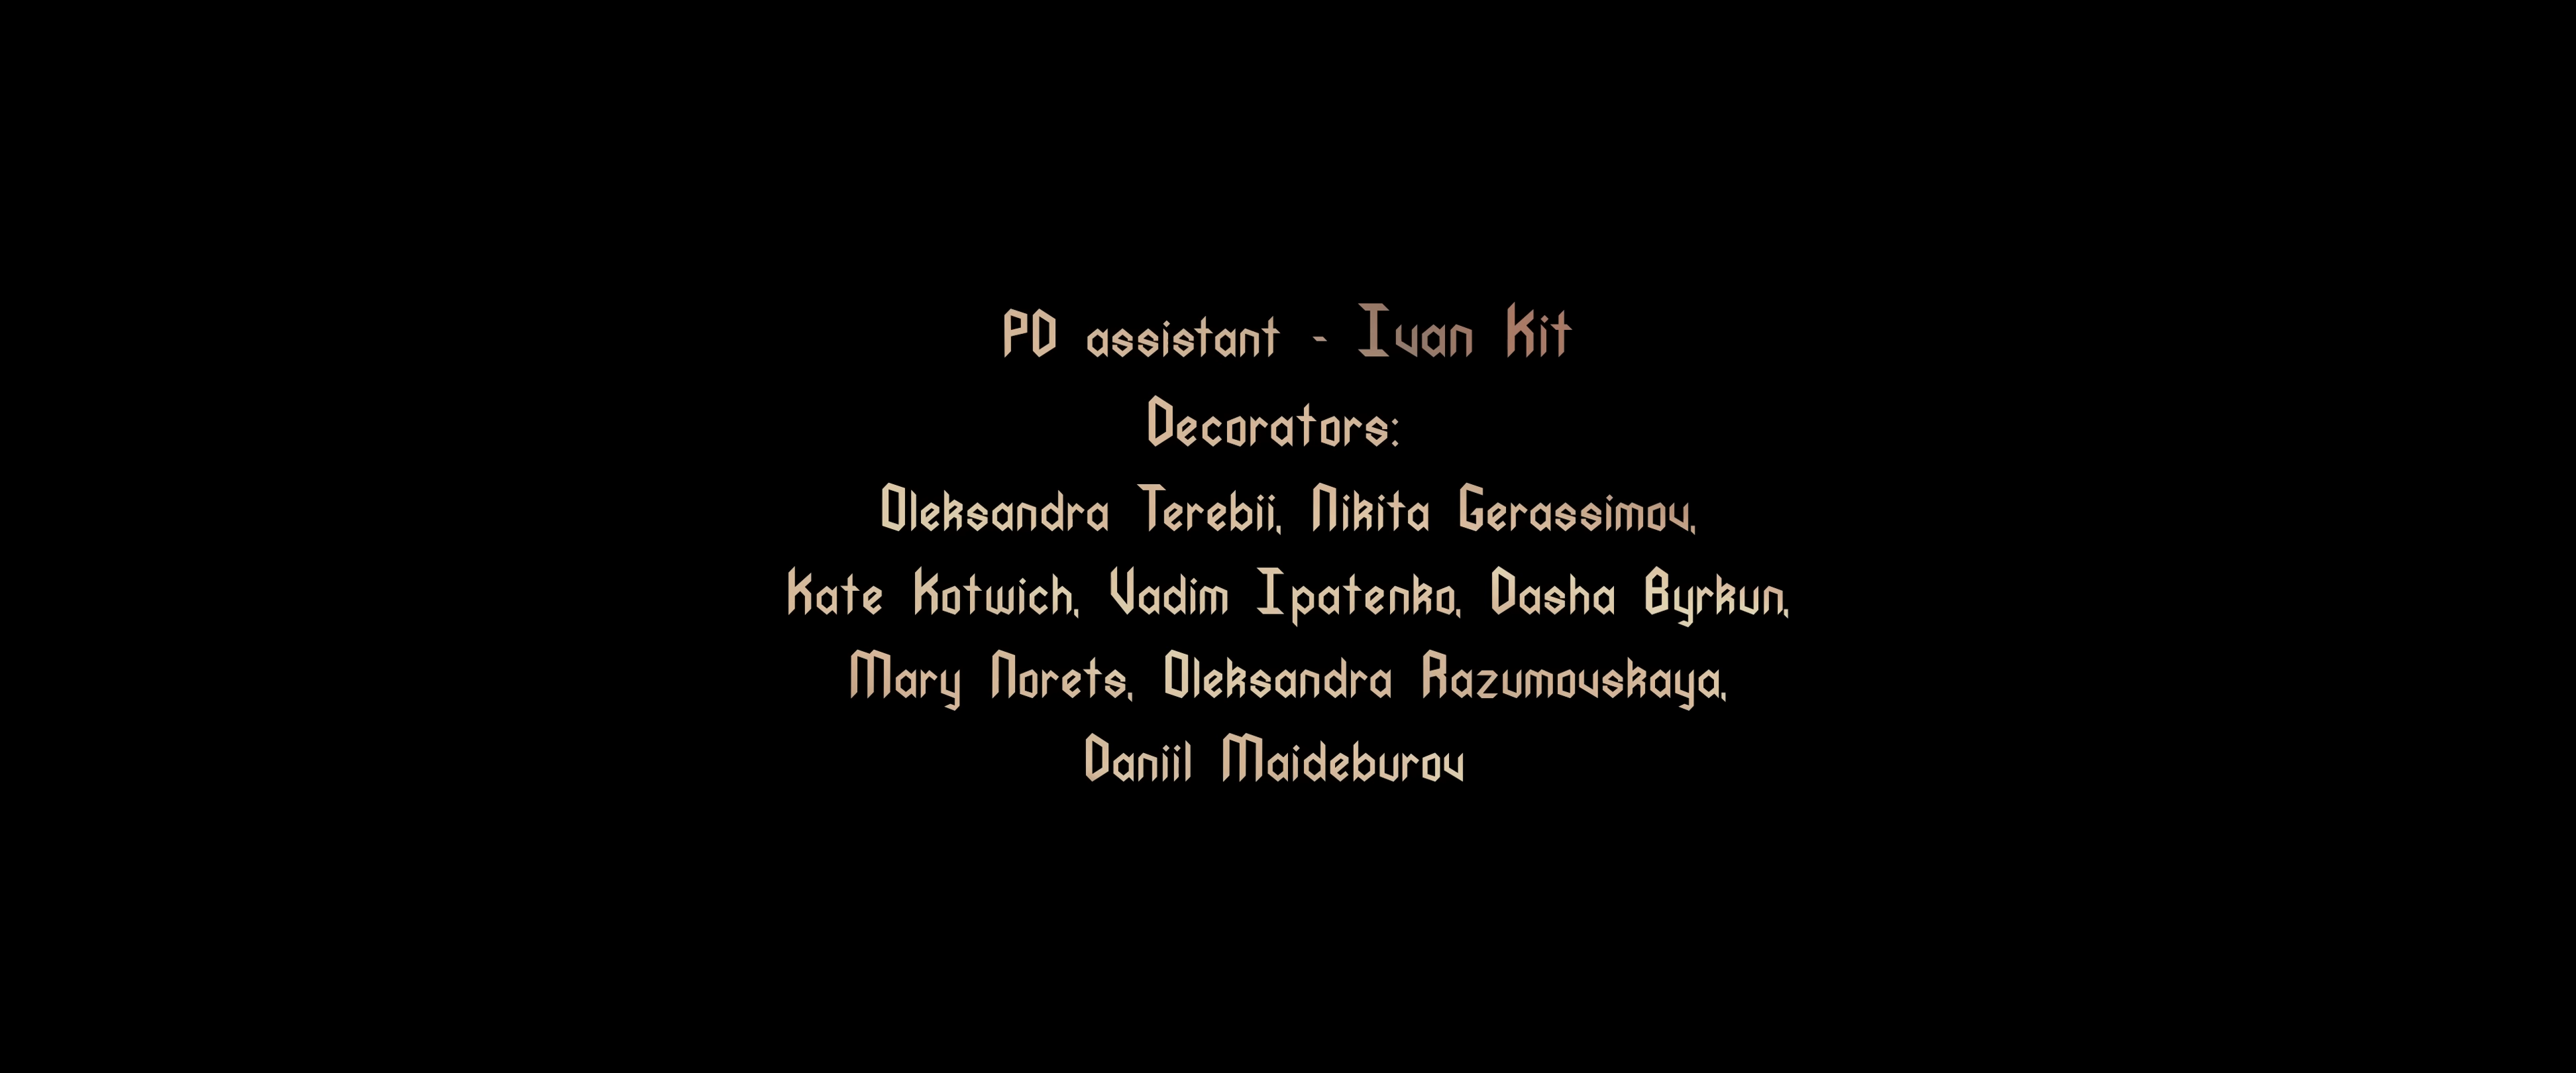 PD assistant - Ivan Kit
Decorators:
Oleksandra Terebii, Nikita Gerassimov,
Kate Kotwich, Vadim Ipatenko, Dasha Byrkun,
Mary Norets, Oleksandra Razumovskaya,
Daniil Maideburov